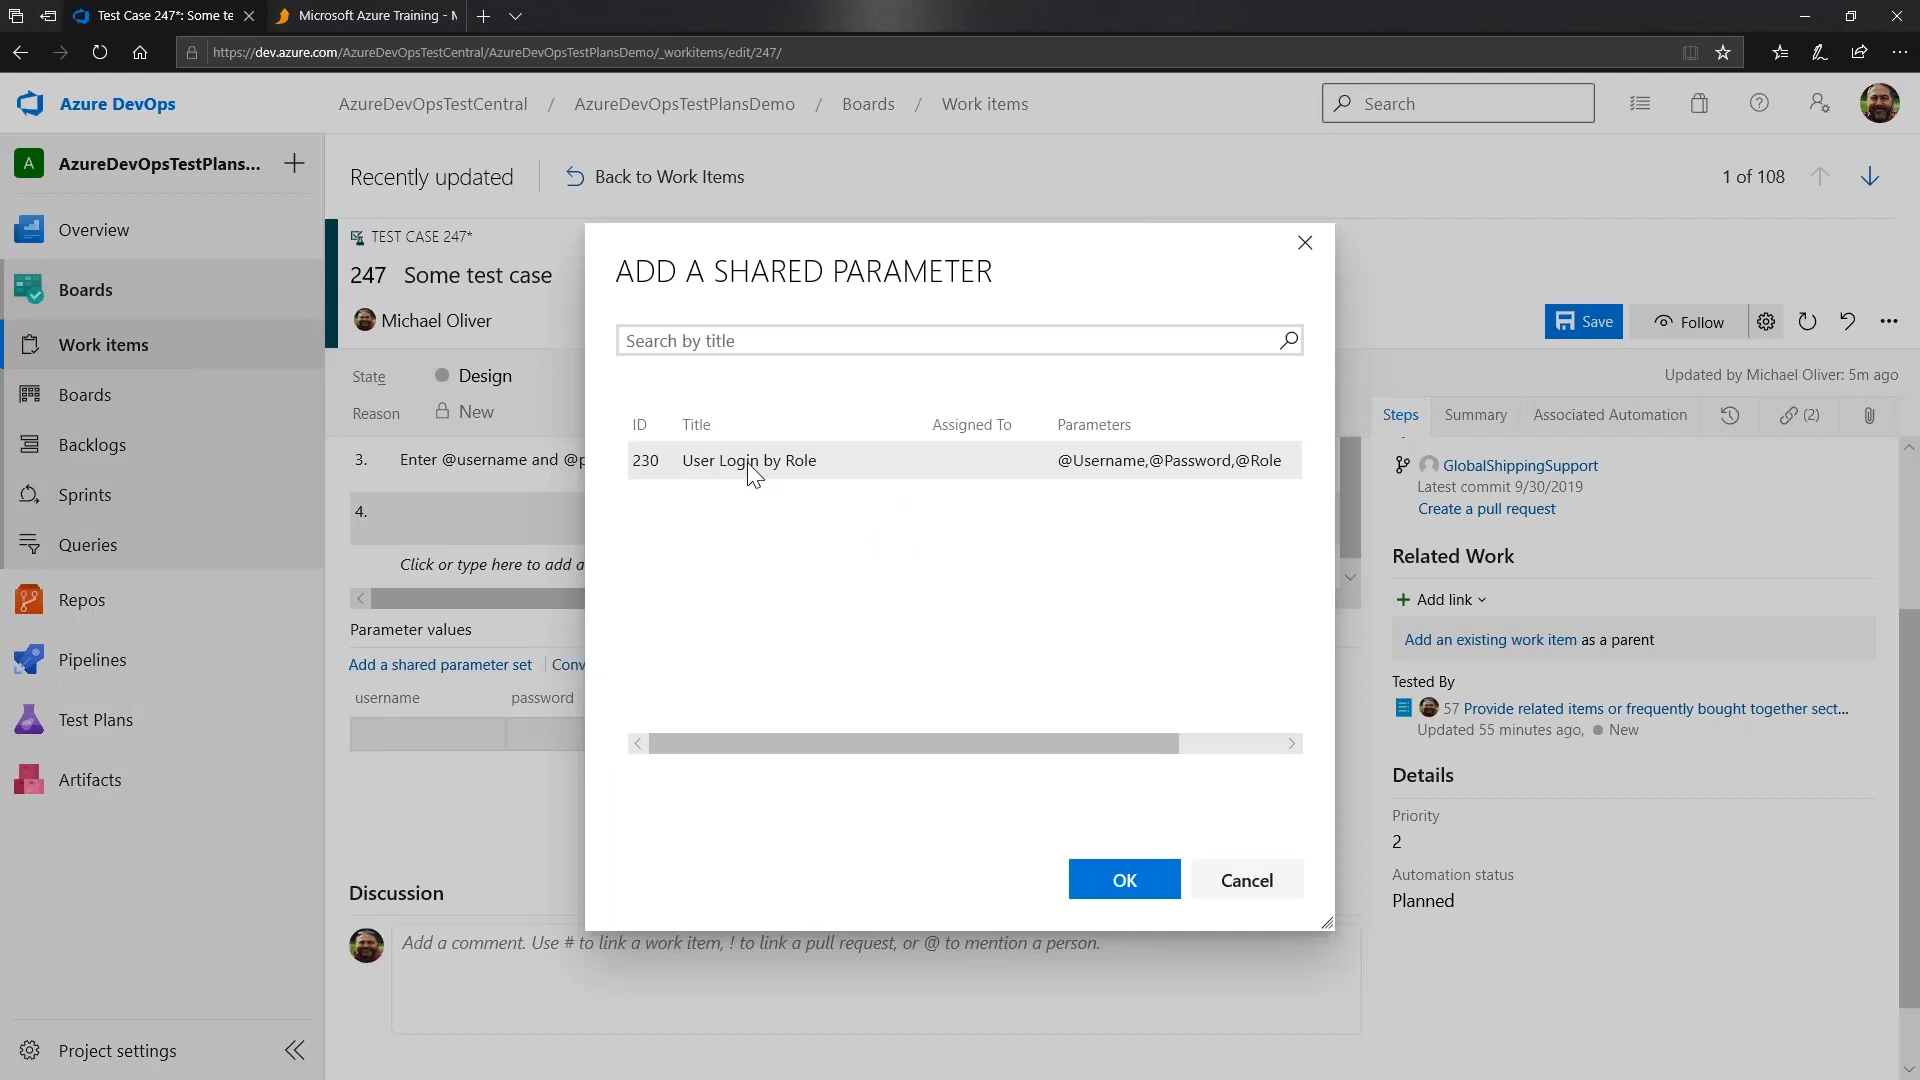 Test Case 247*: Some te
Microsoft Azure Training - M
https://dev.azure.com/AzureDevOpsTestCentral/AzureDevOpsTestPlansDemo/_workitems/edit/247/
Azure DevOps
AzureDevOpsTestCentral / AzureDevOpsTestPlansDemo / Boards / Work items
Search
A AzureDevOpsTestPlans...
Recently updated
Back to Work Items
1 of 108
Overview
Boards
Work items
Boards
Backlogs
Sprints
Queries
Repos
Pipelines
Test Plans
Artifacts
Project settings
TEST CASE 247*
247 Some test case
Michael Oliver
Save
Follow
State
Design
Reason
New
Updated by Michael Oliver: 5m ago
Steps
Summary
Associated Automation
(2)
3. Enter @username and @p
4.
Click or type here to add a
Parameter values
Add a shared parameter set
Conv
username
password
Discussion
Add a comment. Use # to link a work item, ! to link a pull request, or @ to mention a person.
ADD A SHARED PARAMETER
Search by title
ID Title Assigned To Parameters
230 User Login by Role @Username,@Password,@Role
OK
Cancel
GlobalShippingSupport
Latest commit 9/30/2019
Create a pull request
Related Work
Add link
Add an existing work item as a parent
Tested By
57 Provide related items or frequently bought together sect...
Updated 55 minutes ago, New
Details
Priority
2
Automation status
Planned